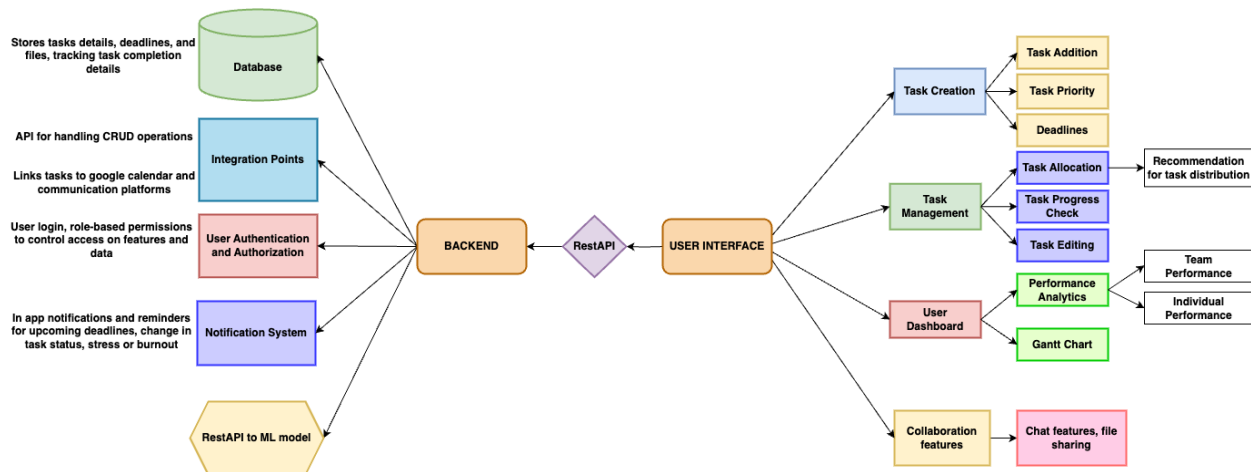 Stores tasks details, deadlines, and
files, tracking task completion
details
Database
API for handling CRUD operations
Links tasks to google calendar and
communication platforms
Integration Points
User login, role-based permissions
to control access on features and
data
User Authentication
and Authorization
In app notifications and reminders
for upcoming deadlines, change in
task status, stress or burnout
Notification System
RestAPI to ML model
BACKEND
RestAPI
USER INTERFACE
Task Creation
Task Addition
Task Priority
Deadlines
Task
Management
Task Allocation
Recommendation
for task distribution
Task Progress
Check
Task Editing
User
Dashboard
Performance
Analytics
Team
Performance
Individual
Performance
Gantt Chart
Collaboration
features
Chat features, file
sharing